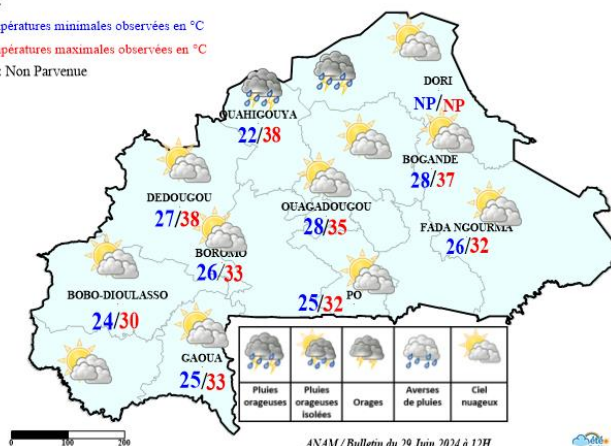 pératures minimales observées en °C
pératures maximales observées en °C
: Non Parvenue
DORI
NP/NP
OUAHIGOUYA
22/38
BOGANDE
28/37
DEDOUGOU
27/38
OUAGADOUGOU
28/35
FADA NGOURMA
26/32
BOROMO
26/33
BOBO-DIOULASSO
24/30
25/32 PO
GAOUA
25/33
Pluies orageuses
Pluies orageuses isolées
Orages
Averses de pluies
Ciel nuageux
0 100 200
ANAM / Bulletin du 29 Juin 2024 à 12H